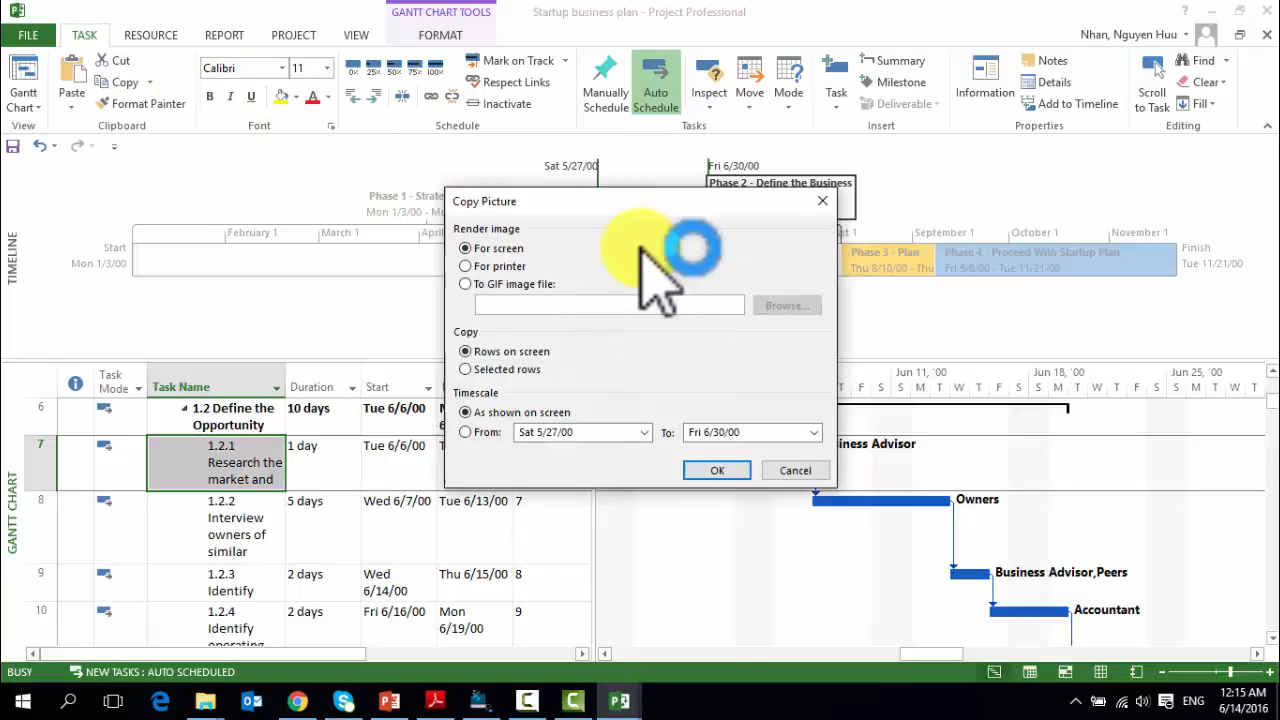 GANTT CHART TOOLS
Startup business plan - Project Professional
FILE TASK RESOURCE REPORT PROJECT VIEW FORMAT
Nhan, Nguyen Huu
Gantt Chart
View
Paste
Cut
Copy
Format Painter
Clipboard
Calibri 11
B I U A
Font
0% 25% 50% 75% 100%
Mark on Track
Respect Links
Inactivate
Schedule
Manually Schedule
Auto Schedule
Inspect
Move
Mode
Tasks
Task
Summary
Milestone
Deliverable
Insert
Information
Notes
Details
Add to Timeline
Properties
Scroll to Task
Find
Clear
Fill
Editing
TIMELINE
Sat 5/27/00
Fri 6/30/00
Phase 2 - Define the Business
Mon 1/3/00 - Mo
February 1 March 1 September 1 October 1 November 1
Start
Mon 1/3/00
Phase 3 - Plan
Thu 8/10/00 - Thu
Phase 4 - Proceed With Startup Plan
Fri 9/8/00 - Tue 11/21/00
Finish
Tue 11/21/00
Copy Picture
Render image
For screen
For printer
To GIF image file:
Browse...
Copy
Rows on screen
Selected rows
Timescale
As shown on screen
From: Sat 5/27/00 To: Fri 6/30/00
OK Cancel
GANTT CHART
Task Mode
Task Name
Duration
Start
Jun 11, '00 Jun 18, '00 Jun 25, '00
T F S S M T W T F S S M T W T F S S M T W T
6 1.2 Define the Opportunity 10 days Tue 6/6/00
7 1.2.1 Research the market and 1 day Tue 6/6/00
Advisor
8 1.2.2 Interview owners of similar 5 days Wed 6/7/00 Tue 6/13/00 7
Owners
9 1.2.3 Identify 2 days Wed 6/14/00 Thu 6/15/00 8
Business Advisor,Peers
10 1.2.4 Identify operating 2 days Fri 6/16/00 Mon 6/19/00 9
Accountant
BUSY
NEW TASKS : AUTO SCHEDULED
ENG
12:15 AM
6/14/2016